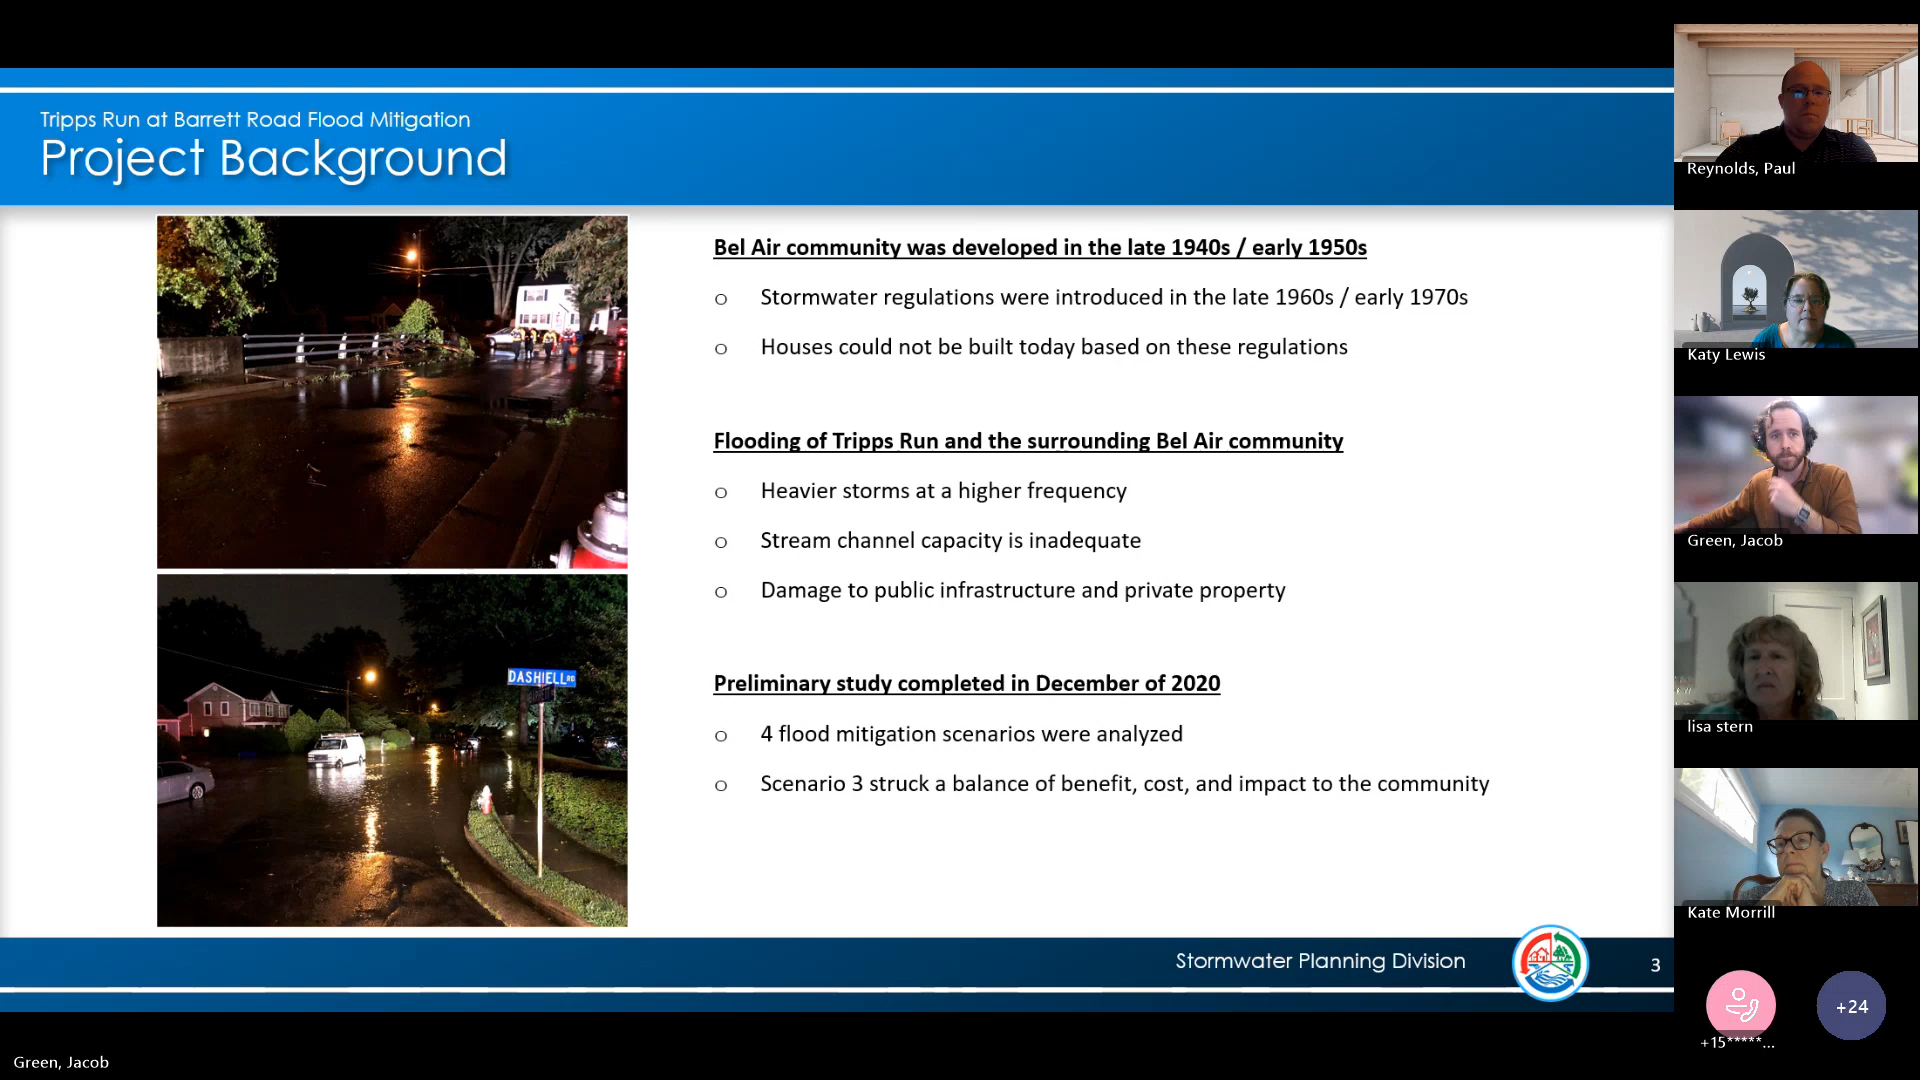 Tripps Run at Barrett Road Flood Mitigation
Project Background
Bel Air community was developed in the late 1940s / early 1950s
o Stormwater regulations were introduced in the late 1960s / early 1970s
o Houses could not be built today based on these regulations
Flooding of Tripps Run and the surrounding Bel Air community
o Heavier storms at a higher frequency
o Stream channel capacity is inadequate
o Damage to public infrastructure and private property
Preliminary study completed in December of 2020
o 4 flood mitigation scenarios were analyzed
o Scenario 3 struck a balance of benefit, cost, and impact to the community
DASHIELL RD
Stormwater Planning Division
3
Reynolds, Paul
Katy Lewis
Green, Jacob
lisa stern
Kate Morrill
+15*****...
+24
Green, Jacob